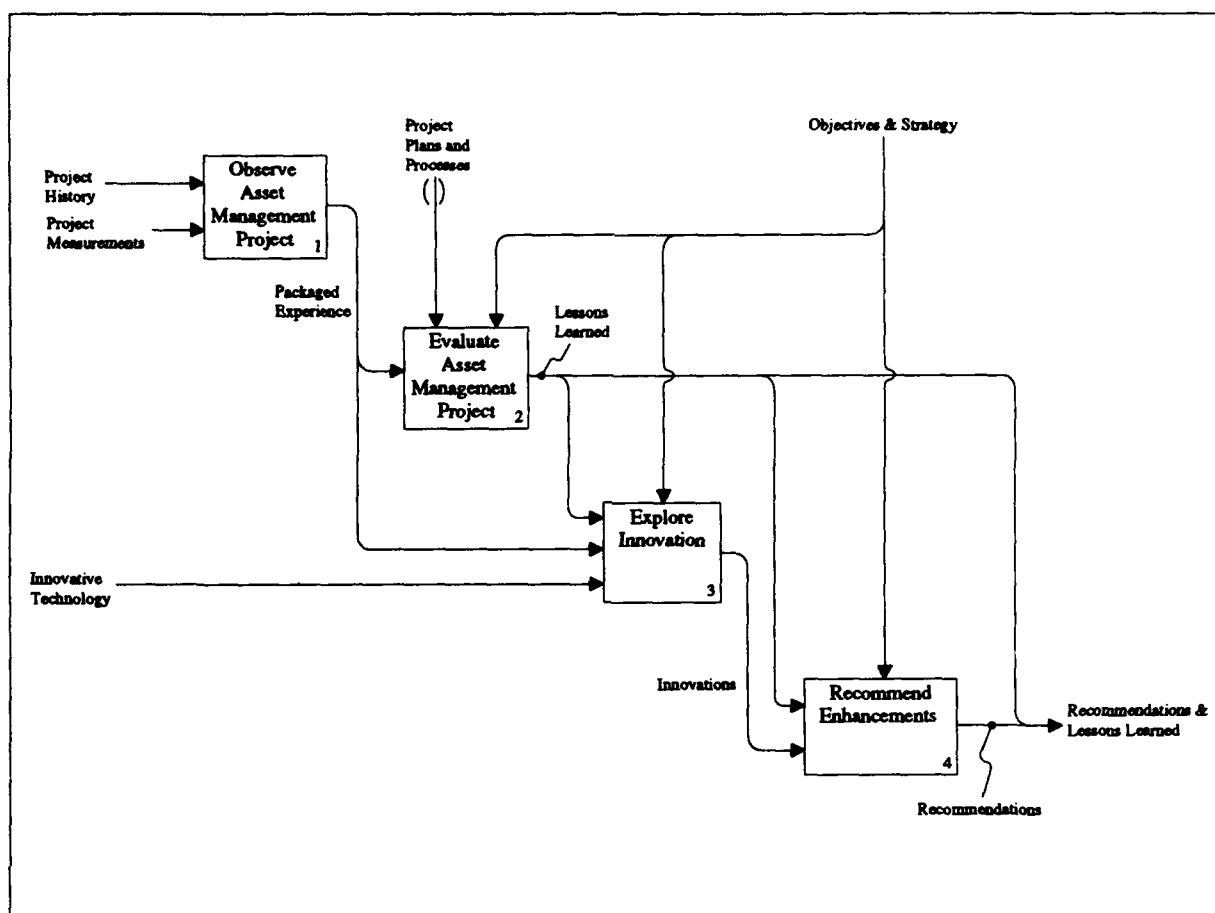 Project
Plans and
Processes
( )
Objectives & Strategy
Project
History
Project
Measurements
Observe
Asset
Management
Project
1
Packaged
Experience
Lessons
Learned
Evaluate
Asset
Management
Project
2
Explore
Innovation
3
Innovative
Technology
Innovations
Recommend
Enhancements
4
Recommendations &
Lessons Learned
Recommendations